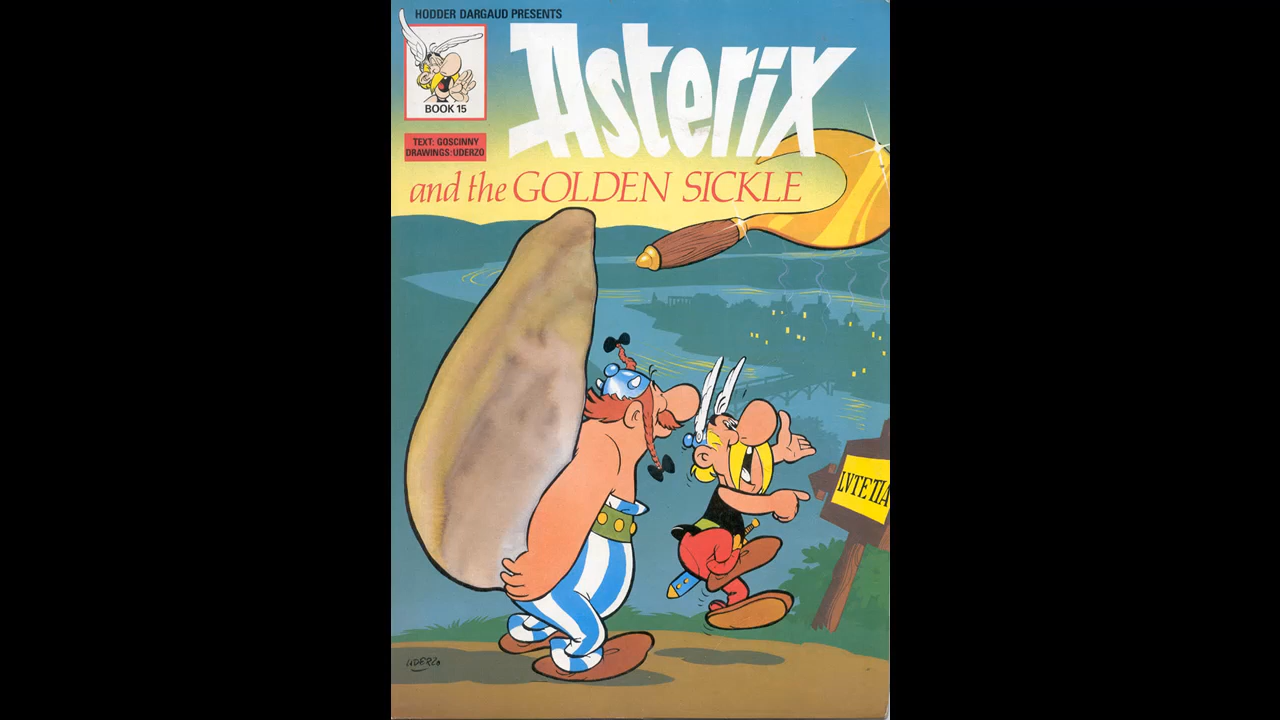 HODDER DARGAUD PRESENTS
Asterix
BOOK 15
TEXT: GOSCINNY
DRAWINGS: UDERZO
and the GOLDEN SICKLE
LVTETIA
UDERZO